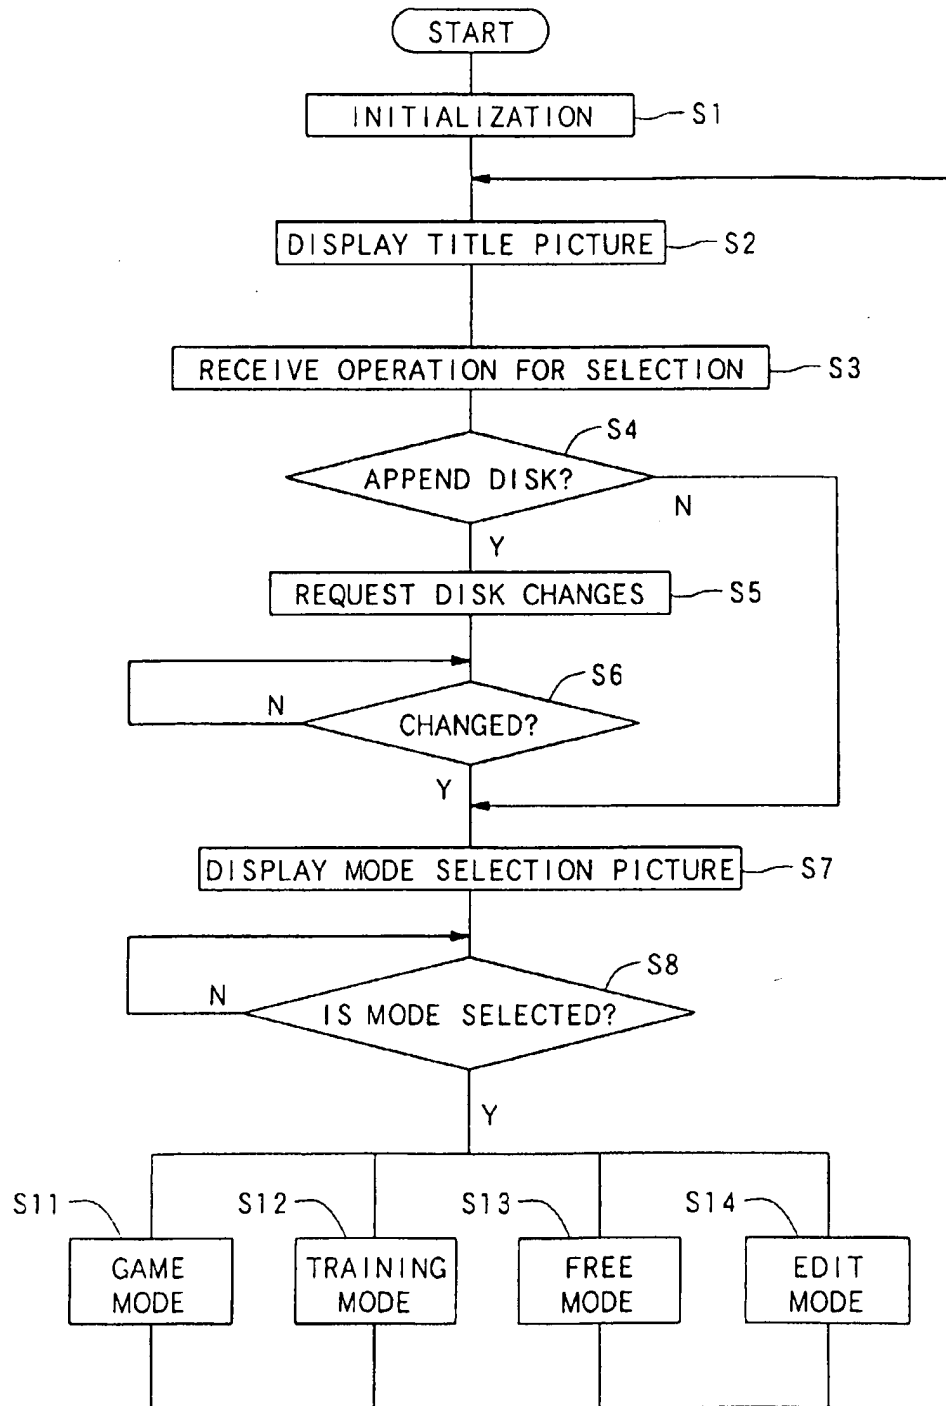 START
INITIALIZATION
S1
DISPLAY TITLE PICTURE
S2
RECEIVE OPERATION FOR SELECTION
S3
S4
APPEND DISK?
N
Y
REQUEST DISK CHANGES
S5
S6
N
CHANGED?
Y
DISPLAY MODE SELECTION PICTURE
S7
S8
N
IS MODE SELECTED?
Y
S11
S12
S13
S14
GAME
MODE
TRAINING
MODE
FREE
MODE
EDIT
MODE